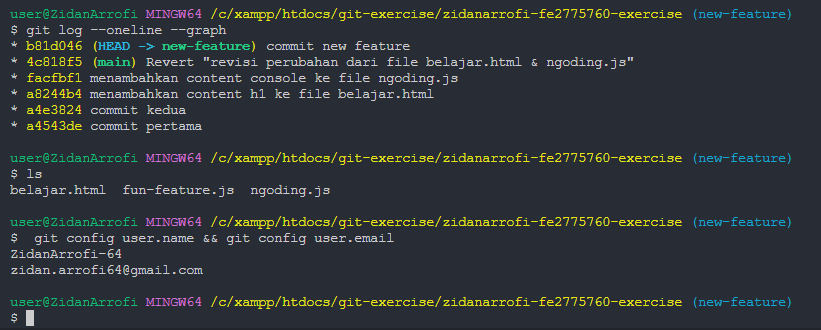 user@ZidanArrofi MINGW64 /c/xampp/htdocs/git-exercise/zidanarrofi-fe2775760-exercise (new-feature)
$ git log --oneline --graph
* b81d046 (HEAD -> new-feature) commit new feature
* 4c818f5 (main) Revert "revisi perubahan dari file belajar.html & ngoding.js"
* facfbf1 menambahkan content console ke file ngoding.js
* a8244b4 menambahkan content h1 ke file belajar.html
* a4e3824 commit kedua
* a4543de commit pertama
user@ZidanArrofi MINGW64 /c/xampp/htdocs/git-exercise/zidanarrofi-fe2775760-exercise (new-feature)
$ ls
belajar.html  fun-feature.js  ngoding.js
user@ZidanArrofi MINGW64 /c/xampp/htdocs/git-exercise/zidanarrofi-fe2775760-exercise (new-feature)
$  git config user.name && git config user.email
ZidanArrofi-64
zidan.arrofi64@gmail.com
user@ZidanArrofi MINGW64 /c/xampp/htdocs/git-exercise/zidanarrofi-fe2775760-exercise (new-feature)
$